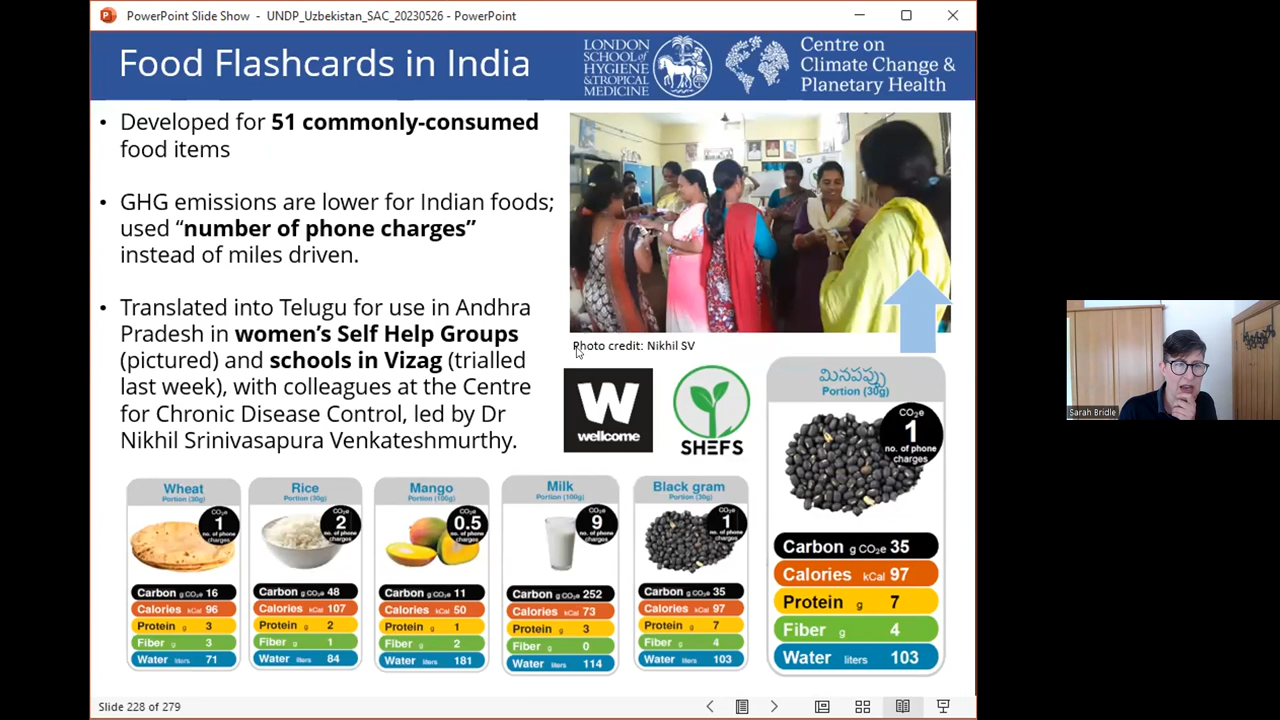 PowerPoint Slide Show - UNDP_Uzbekistan_SAC_20230526 - PowerPoint
Food Flashcards in India
LONDON
SCHOOL of
HYGIENE
& TROPICAL
MEDICINE
Centre on
Climate Change &
Planetary Health
• Developed for 51 commonly-consumed
food items
• GHG emissions are lower for Indian foods;
used “number of phone charges”
instead of miles driven.
• Translated into Telugu for use in Andhra
Pradesh in women’s Self Help Groups
(pictured) and schools in Vizag (trialled
last week), with colleagues at the Centre
for Chronic Disease Control, led by Dr
Nikhil Srinivasapura Venkateshmurthy.
Photo credit: Nikhil SV
W
wellcome
SHEFS
మినపప్పు
Portion (30g)
CO₂e
1
no. of phone
charges
Carbon g CO₂e 35
Calories kCal 97
Protein g 7
Fiber g 4
Water liters 103
Wheat
Portion (30g)
CO₂e
1
no. of phone
charges
Carbon g CO₂e 16
Calories kCal 96
Protein g 3
Fiber g 3
Water liters 71
Rice
Portion (30g)
CO₂e
2
no. of phone
charges
Carbon g CO₂e 48
Calories kCal 107
Protein g 2
Fiber g 1
Water liters 84
Mango
Portion (100g)
CO₂e
0.5
no. of phone
charges
Carbon g CO₂e 11
Calories kCal 50
Protein g 1
Fiber g 2
Water liters 181
Milk
Portion (100g)
CO₂e
9
no. of phone
charges
Carbon g CO₂e 252
Calories kCal 73
Protein g 3
Fiber g 0
Water liters 114
Black gram
Portion (30g)
CO₂e
1
no. of phone
charges
Carbon g CO₂e 35
Calories kCal 97
Protein g 7
Fiber g 4
Water liters 103
Slide 228 of 279
Sarah Bridle